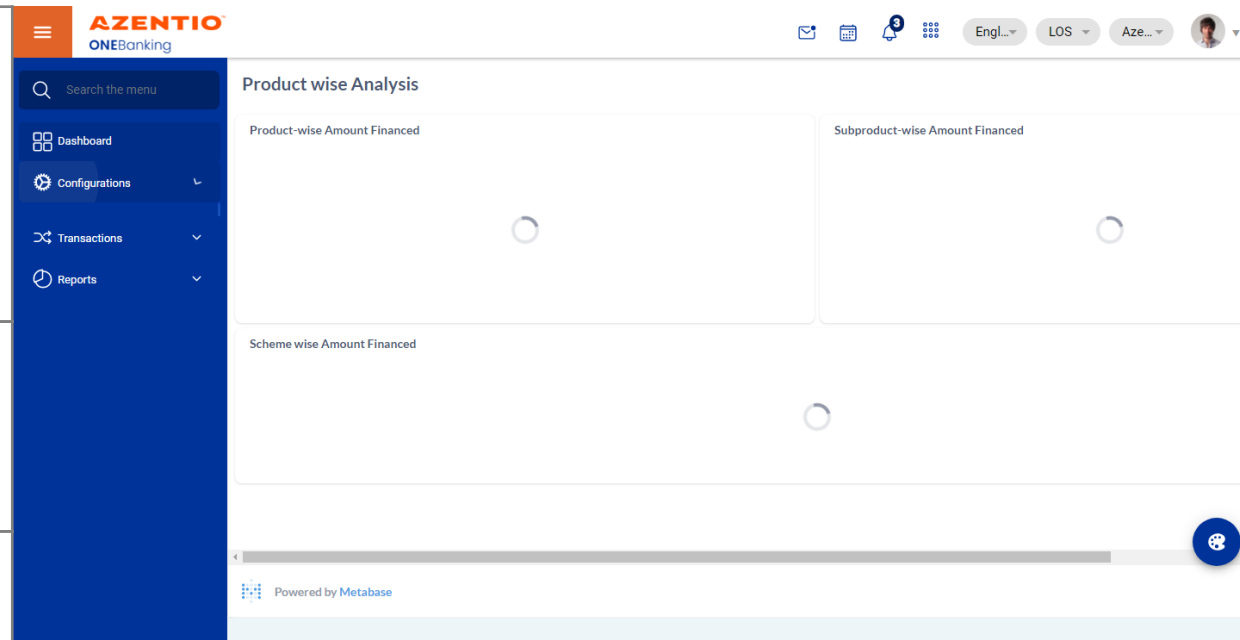 AZENTIO
ONEBanking
3
Engl...
LOS
Aze...
Search the menu
Dashboard
Configurations
Transactions
Reports
Product wise Analysis
Product-wise Amount Financed
Subproduct-wise Amount Financed
Scheme wise Amount Financed
Powered by Metabase